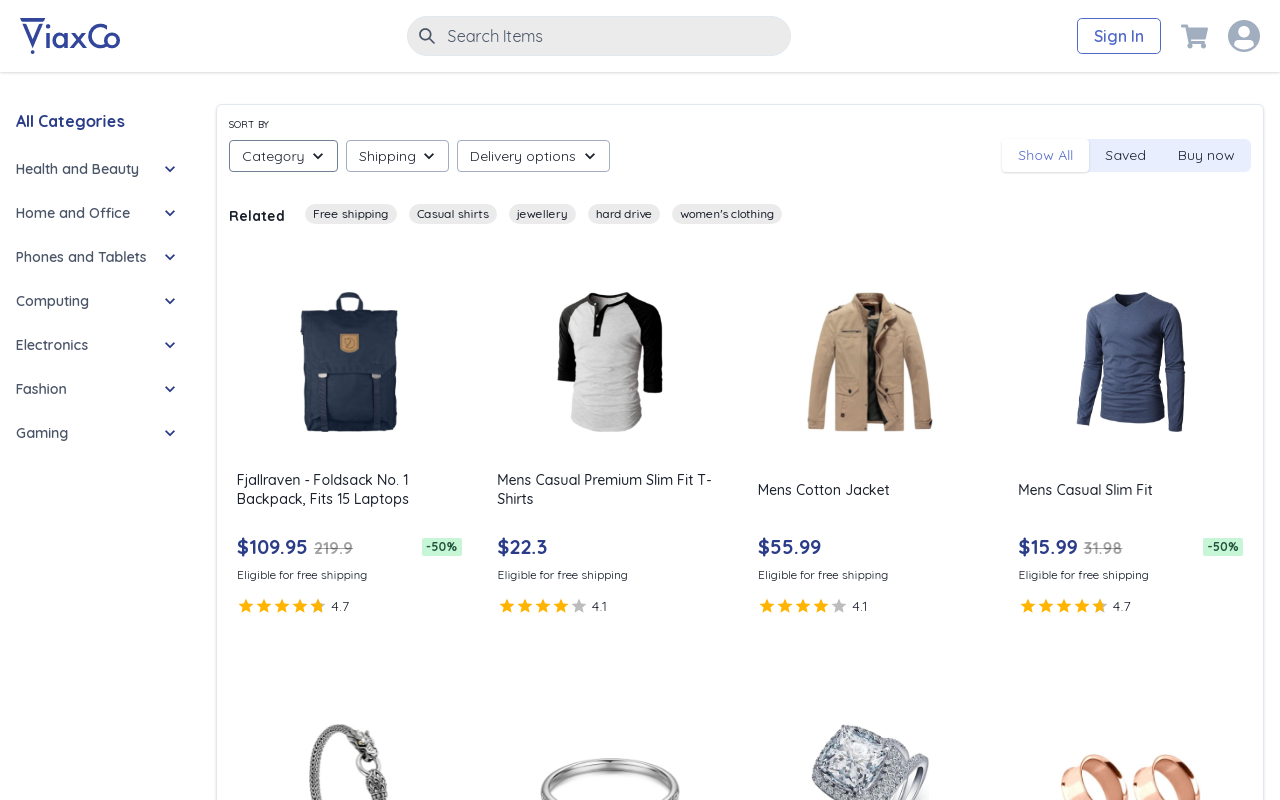 ViaxCo
Search Items
Sign In
All Categories
Health and Beauty
Home and Office
Phones and Tablets
Computing
Electronics
Fashion
Gaming
SORT BY
Category
Shipping
Delivery options
Show All
Saved
Buy now
Related
Free shipping
Casual shirts
jewellery
hard drive
women's clothing
Fjallraven - Foldsack No. 1
Backpack, Fits 15 Laptops
$109.95 219.9 -50%
Eligible for free shipping
4.7
Mens Casual Premium Slim Fit T-
Shirts
$22.3
Eligible for free shipping
4.1
Mens Cotton Jacket
$55.99
Eligible for free shipping
4.1
Mens Casual Slim Fit
$15.99 31.98 -50%
Eligible for free shipping
4.7